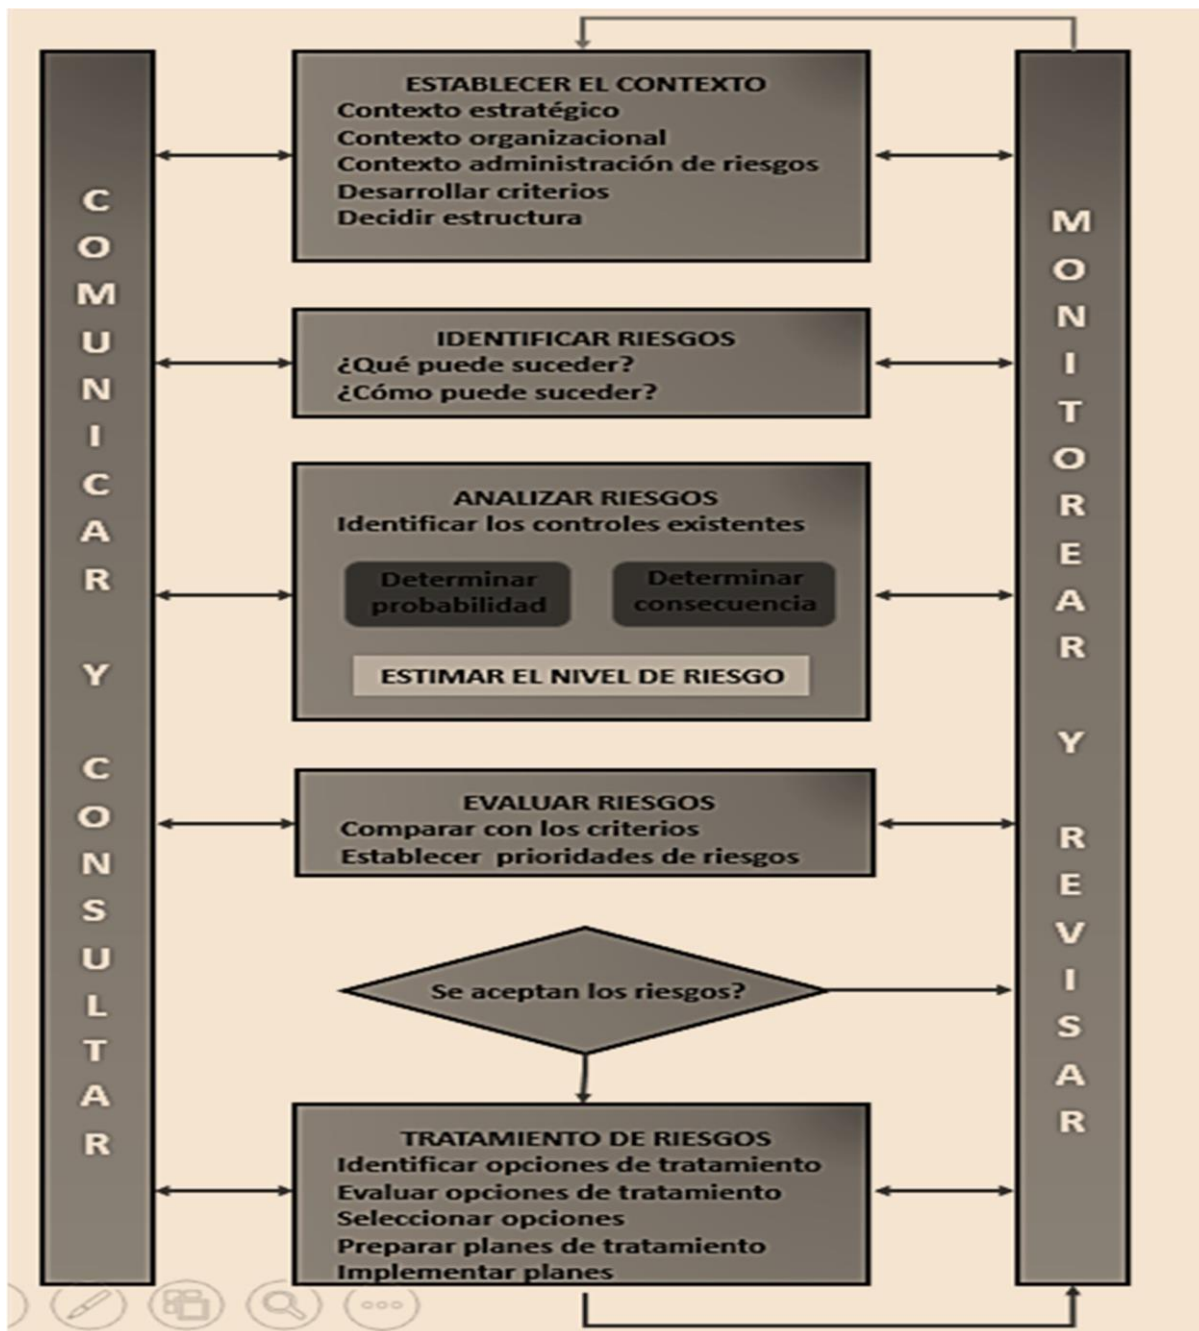 COMUNICAR Y CONSULTAR
ESTABLECER EL CONTEXTO
Contexto estratégico
Contexto organizacional
Contexto administración de riesgos
Desarrollar criterios
Decidir estructura
IDENTIFICAR RIESGOS
¿Qué puede suceder?
¿Cómo puede suceder?
ANALIZAR RIESGOS
Identificar los controles existentes
Determinar
probabilidad
Determinar
consecuencia
ESTIMAR EL NIVEL DE RIESGO
EVALUAR RIESGOS
Comparar con los criterios
Establecer prioridades de riesgos
Se aceptan los riesgos?
TRATAMIENTO DE RIESGOS
Identificar opciones de tratamiento
Evaluar opciones de tratamiento
Seleccionar opciones
Preparar planes de tratamiento
Implementar planes
MONITOREAR Y REVISAR